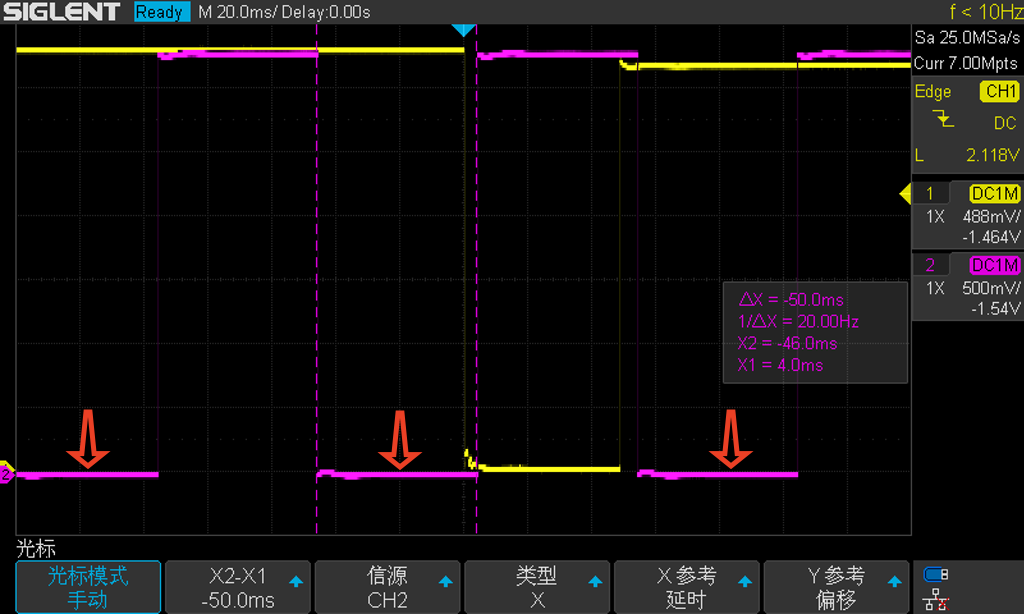 SIGLENT Ready M 20.0ms/ Delay:0.00s f < 10Hz
Sa 25.0MSa/s
Curr 7.00Mpts
Edge CH1
DC
L 2.118V
1 DC1M
1X 488mV/
-1.464V
2 DC1M
1X 500mV/
-1.54V
△X = -50.0ms
1/△X = 20.00Hz
X2 = -46.0ms
X1 = 4.0ms
2
光标
光标模式
手动
X2-X1
-50.0ms
信源
CH2
类型
X
X 参考
延时
Y 参考
偏移